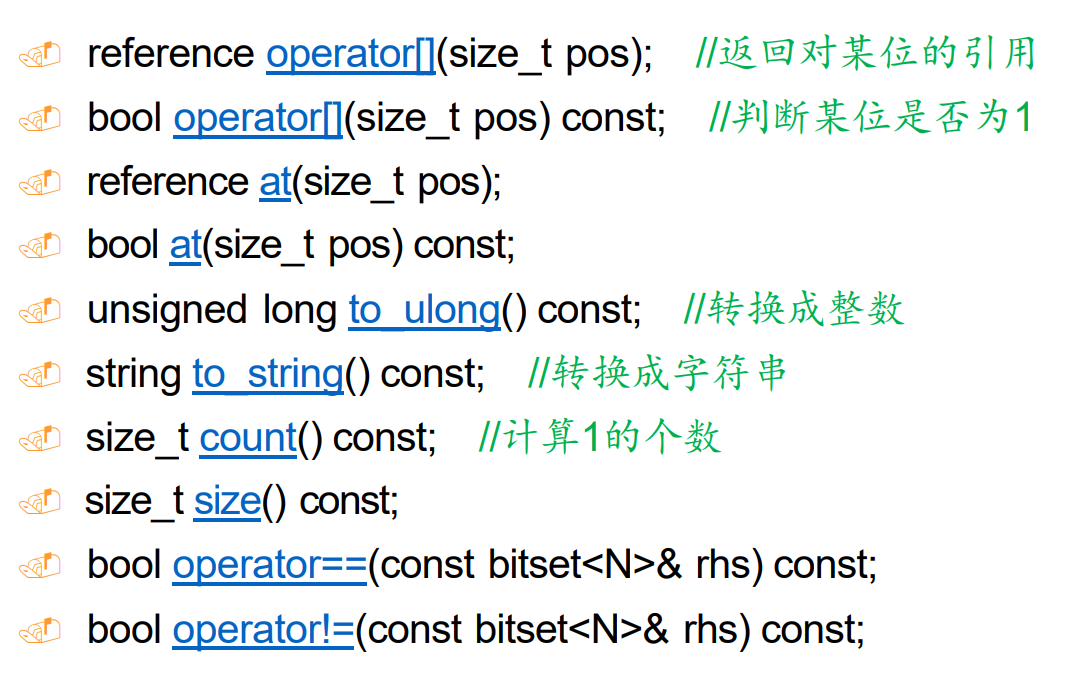 reference operator[](size_t pos); //返回对某位的引用
bool operator[](size_t pos) const; //判断某位是否为1
reference at(size_t pos);
bool at(size_t pos) const;
unsigned long to_ulong() const; //转换成整数
string to_string() const; //转换成字符串
size_t count() const; //计算1的个数
size_t size() const;
bool operator==(const bitset<N>& rhs) const;
bool operator!=(const bitset<N>& rhs) const;